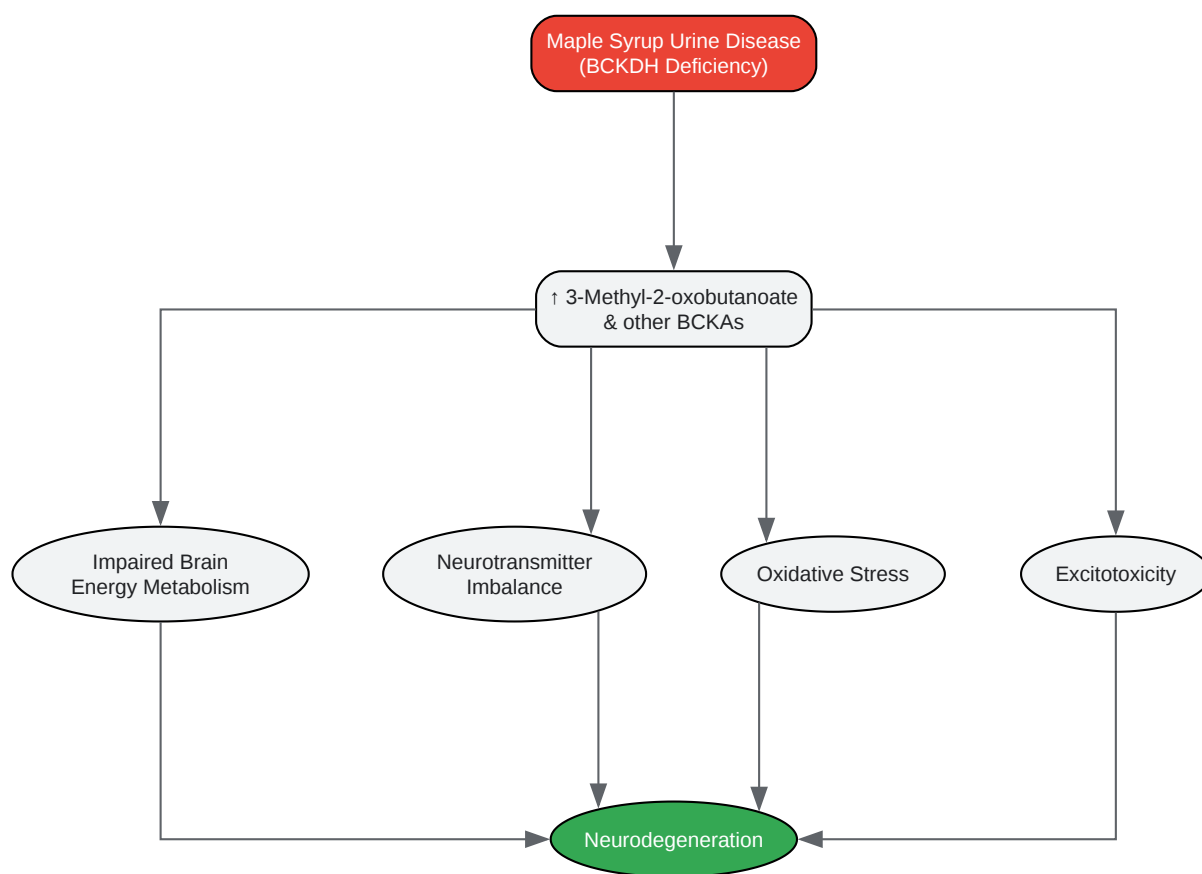 Maple Syrup Urine Disease
(BCKDH Deficiency)
↑ 3-Methyl-2-oxobutanoate
& other BCKAs
Impaired Brain
Energy Metabolism
Neurotransmitter
Imbalance
Oxidative Stress
Excitotoxicity
Neurodegeneration